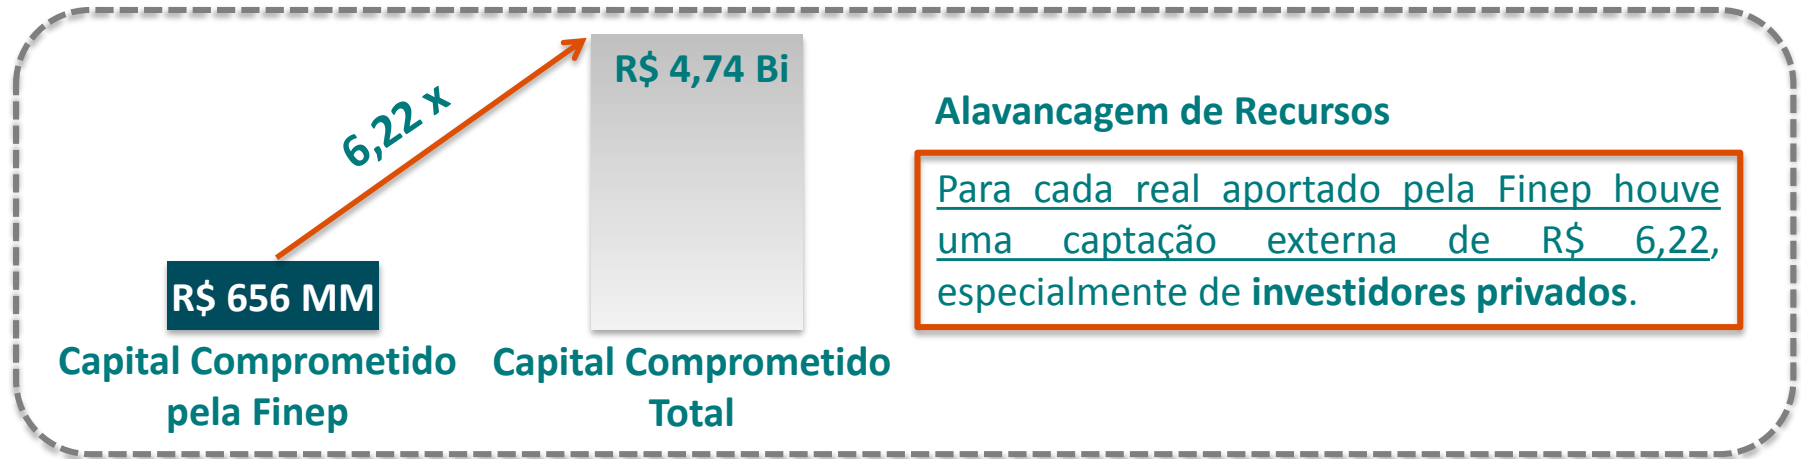 R$ 4,74 Bi
6,22 x
R$ 656 MM
Capital Comprometido
pela Finep
Capital Comprometido
Total
Alavancagem de Recursos
Para cada real aportado pela Finep houve
uma captação externa de R$ 6,22,
especialmente de investidores privados.